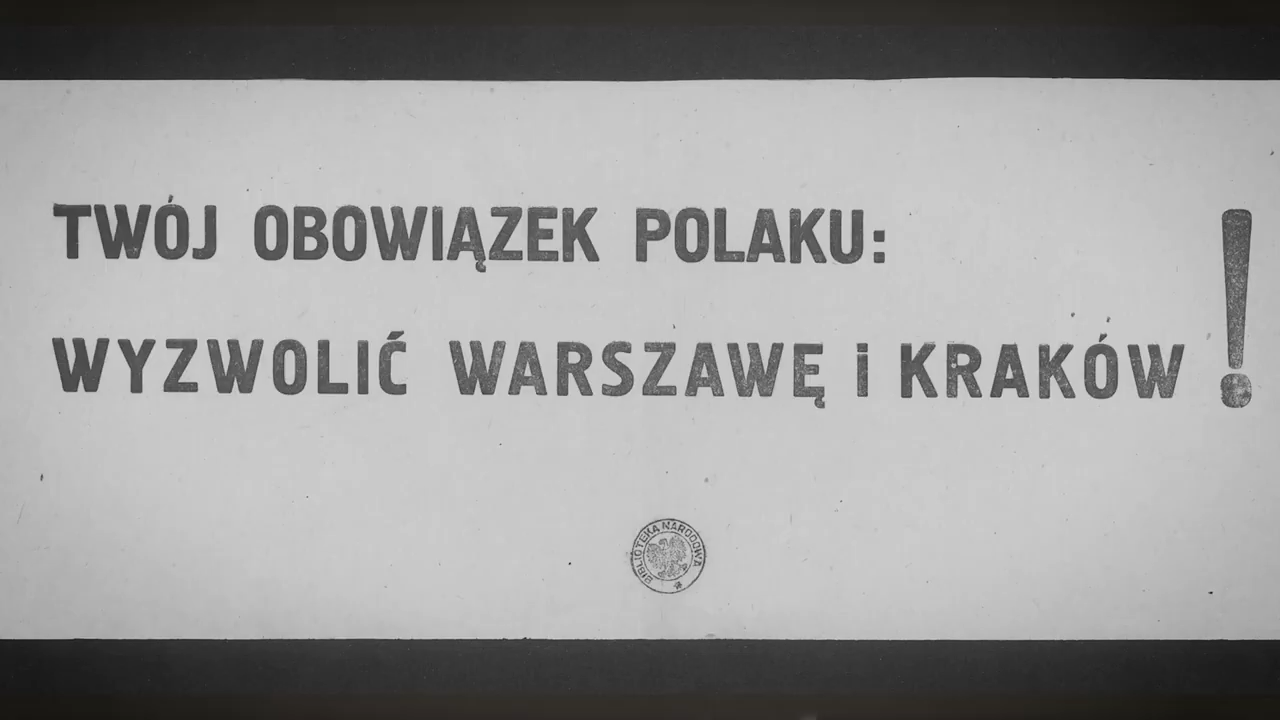 TWÓJ OBOWIĄZEK POLAKU:
WYZWOLIĆ WARSZAWĘ i KRAKÓW!
BIBLIOTEKA NARODOWA